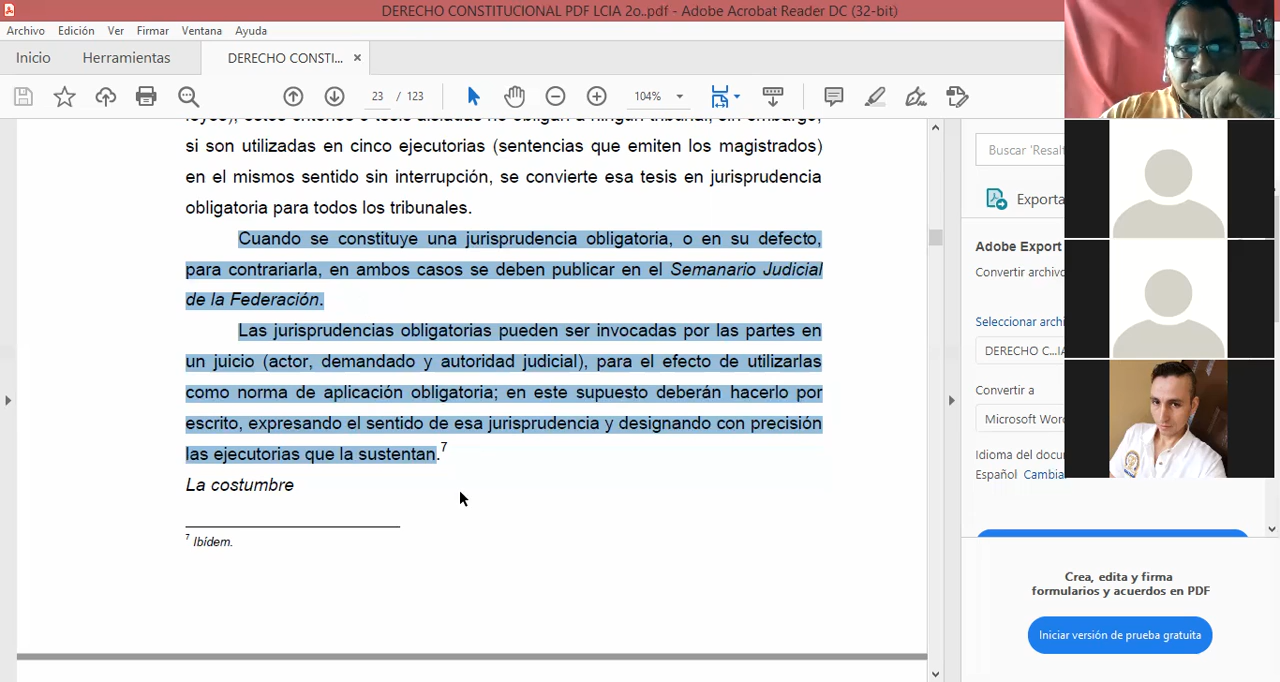 DERECHO CONSTITUCIONAL PDF LCIA 2o..pdf - Adobe Acrobat Reader DC (32-bit)
Archivo Edición Ver Firmar Ventana Ayuda
Inicio Herramientas DERECHO CONSTI... ×
23 / 123 104%
si son utilizadas en cinco ejecutorias (sentencias que emiten los magistrados)
en el mismos sentido sin interrupción, se convierte esa tesis en jurisprudencia
obligatoria para todos los tribunales.
Cuando se constituye una jurisprudencia obligatoria, o en su defecto,
para contrariarla, en ambos casos se deben publicar en el Semanario Judicial
de la Federación.
Las jurisprudencias obligatorias pueden ser invocadas por las partes en
un juicio (actor, demandado y autoridad judicial), para el efecto de utilizarlas
como norma de aplicación obligatoria; en este supuesto deberán hacerlo por
escrito, expresando el sentido de esa jurisprudencia y designando con precisión
las ejecutorias que la sustentan.7
La costumbre
7 Ibídem.
Buscar 'Resalt
Exporta
Adobe Export
Convertir archivo
Seleccionar archi
DERECHO C...IA
Convertir a
Microsoft Word
Idioma del docu
Español Cambia
Crea, edita y firma
formularios y acuerdos en PDF
Iniciar versión de prueba gratuita